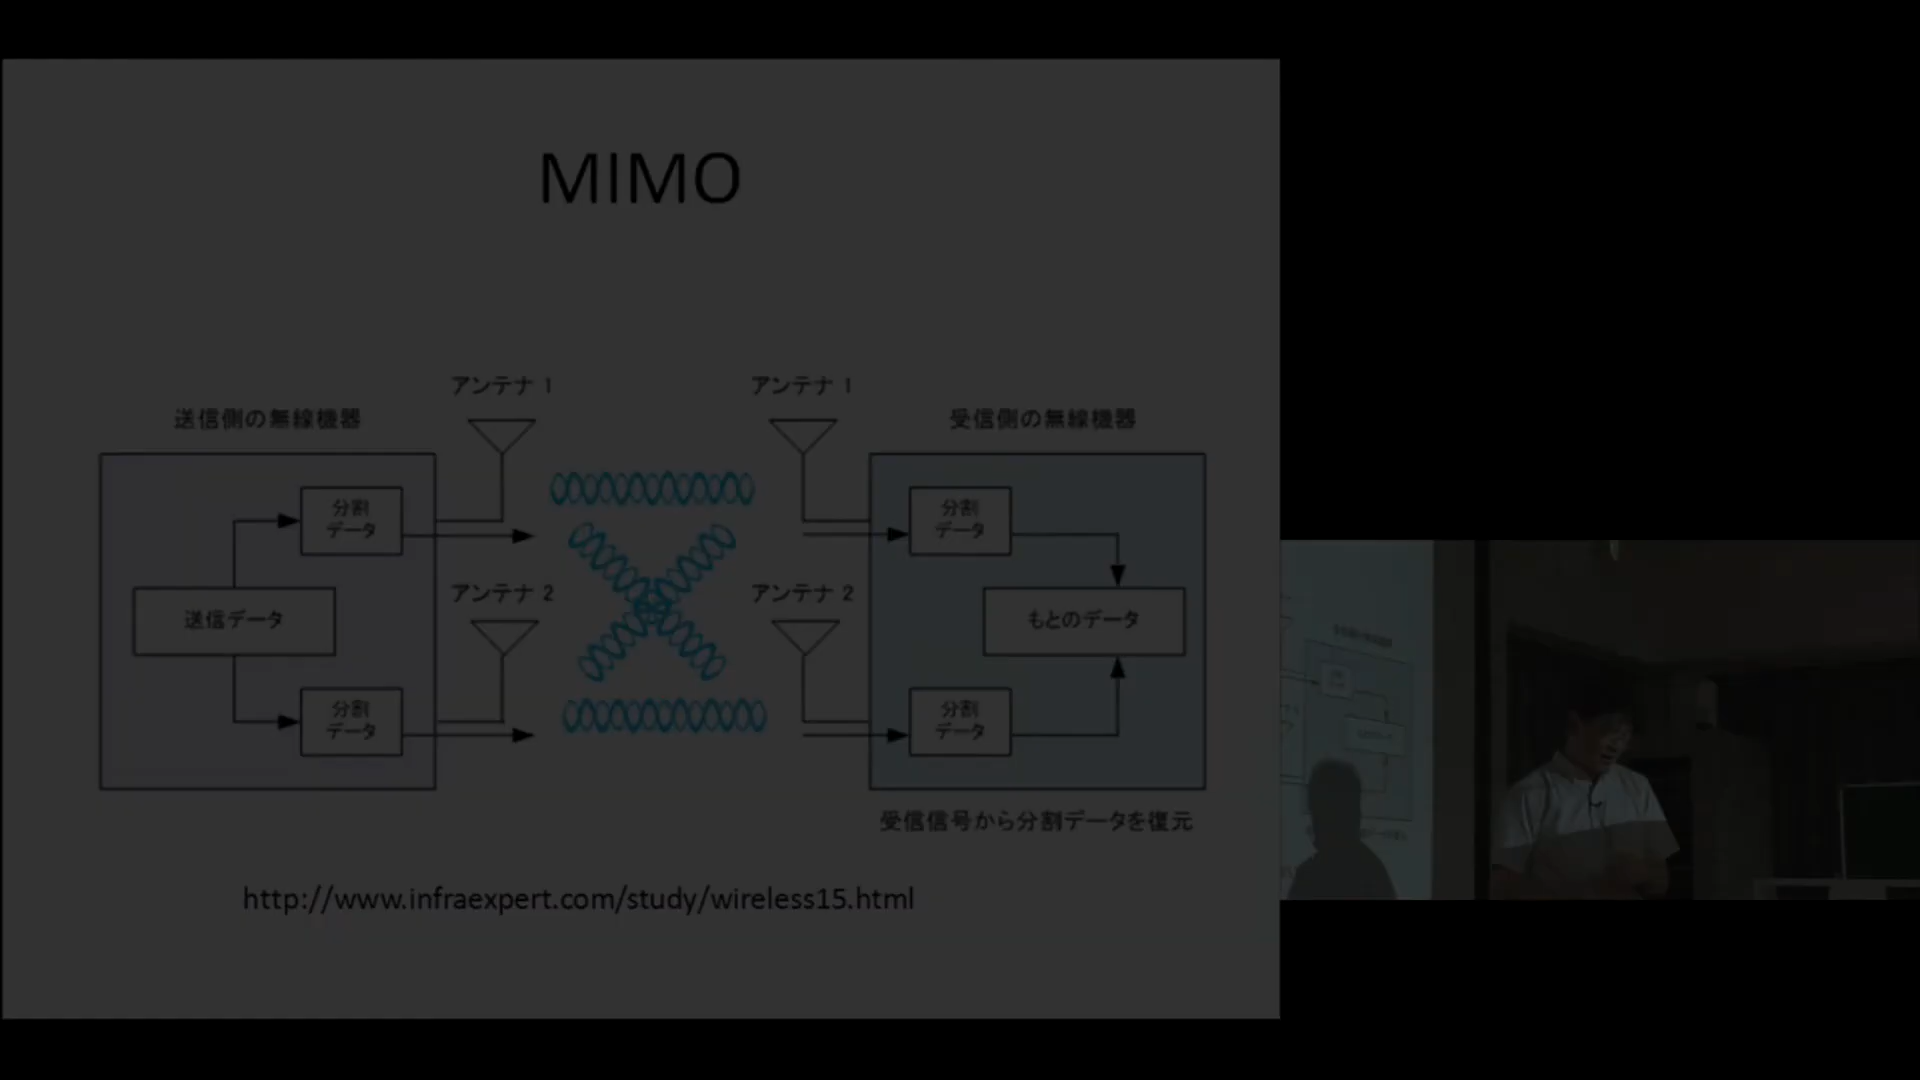 MIMO
アンテナ 1
アンテナ 1
送信側の無線機器
受信側の無線機器
分割
データ
分割
データ
アンテナ 2
アンテナ 2
送信データ
もとのデータ
分割
データ
分割
データ
受信信号から分割データを復元
http://www.infraexpert.com/study/wireless15.html